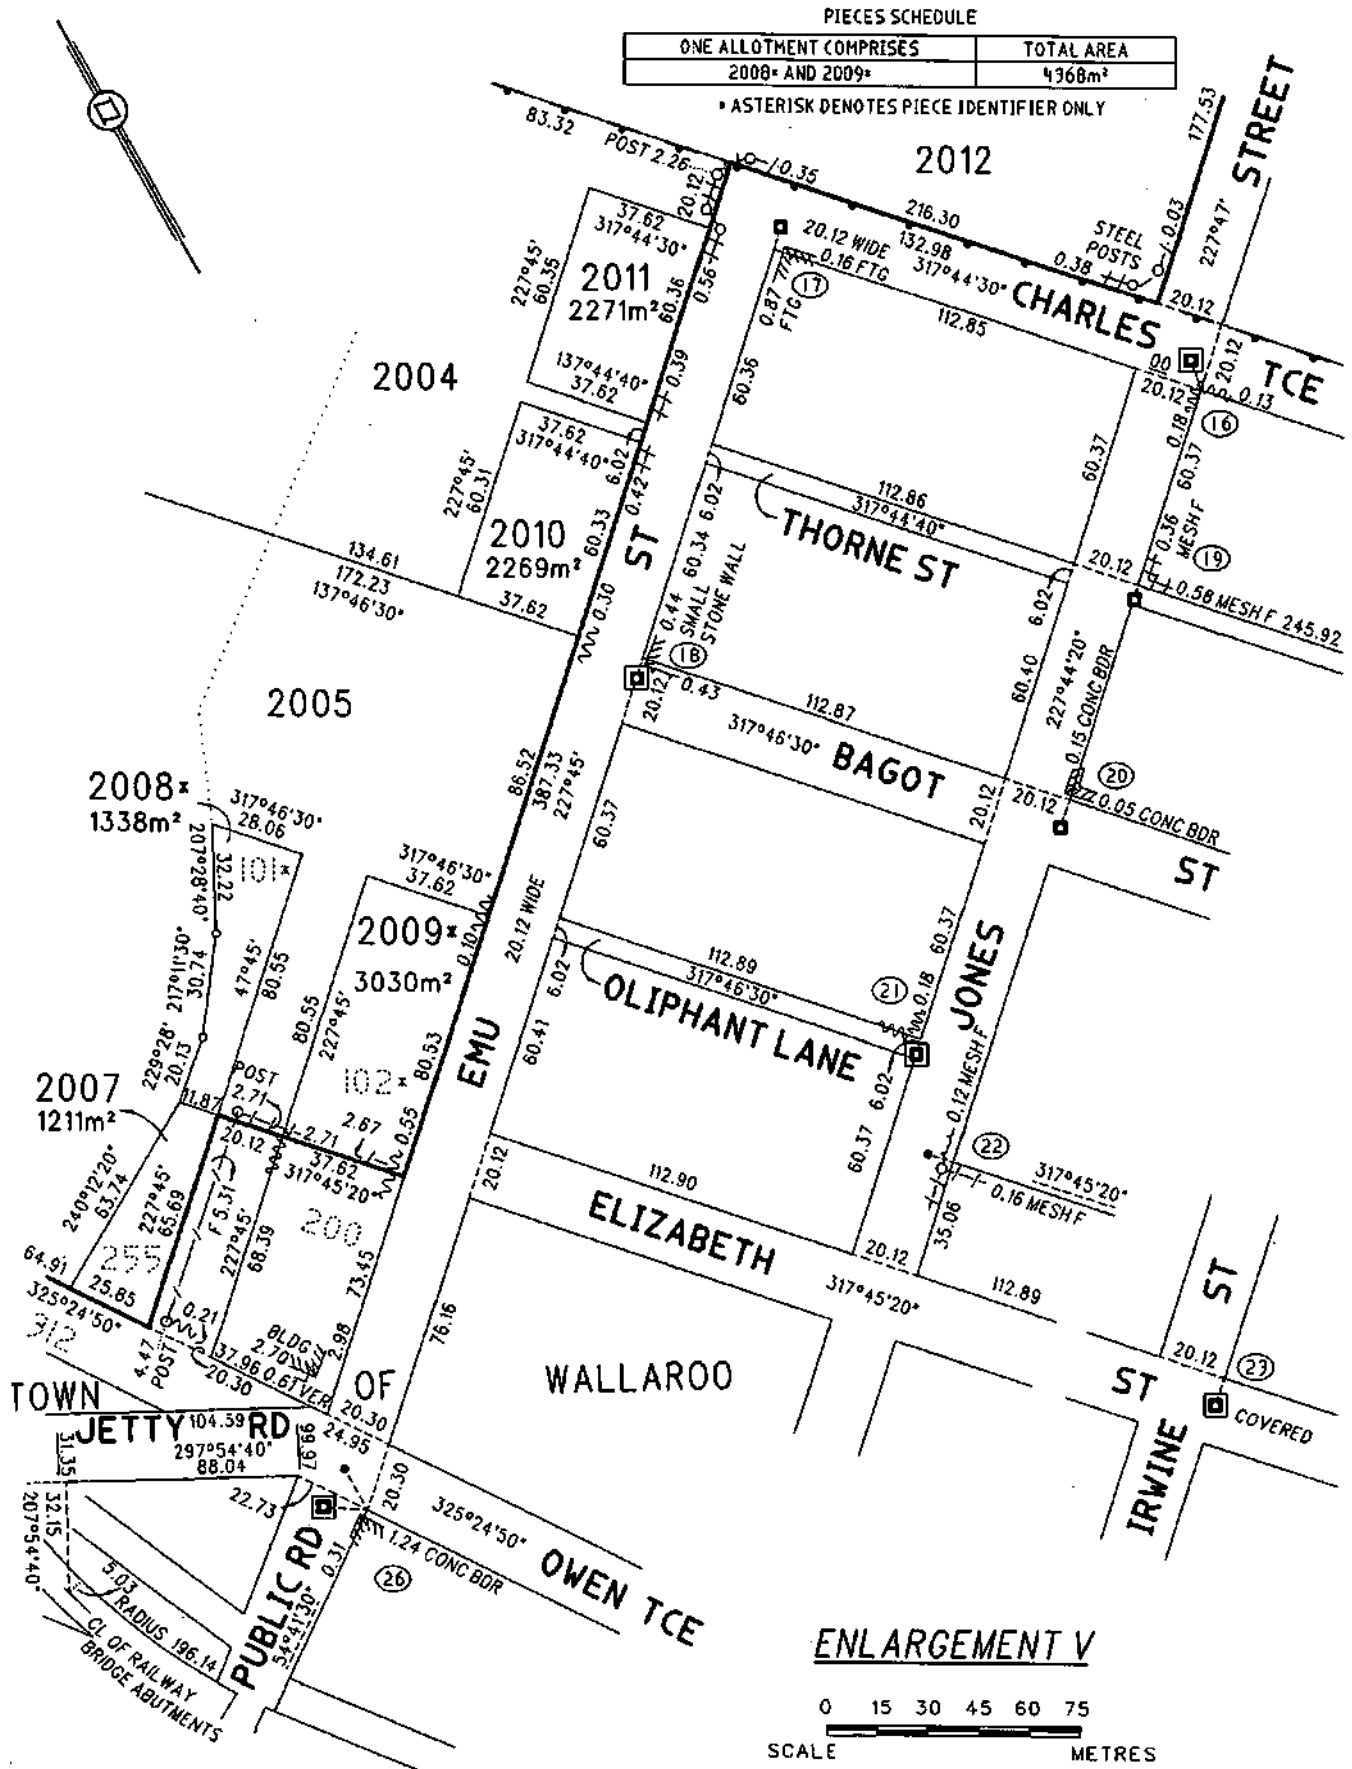 PIECES SCHEDULE
ONE ALLOTMENT COMPRISES TOTAL AREA
2008* AND 2009* 4368m²
* ASTERISK DENOTES PIECE IDENTIFIER ONLY
83.32
POST 2.26
20.12
0.35
2012
177.53
STREET
227°47'
216.30
132.98
317°44'30"
20.12 WIDE
0.16 FTG
STEEL
POSTS
0.38
0.03
20.12
CHARLES
TCE
37.62
317°44'30"
2011
2271m²
227°45'
60.35
60.36
0.56
137°44'40"
37.62
0.39
0.87
FTG
17
112.85
60.36
20.12
20.12
0.13
16
0.18
60.37
60.37
2004
37.62
317°44'40"
6.02
0.42
227°45'
60.31
2010
2269m²
60.33
ST
6.02
112.86
317°44'40"
THORNE ST
60.34
0.44
SMALL
STONE WALL
20.12
0.36
MESH F
19
0.58 MESH F 245.92
6.02
134.61
172.23
137°46'30"
37.62
0.30
18
0.43
20.12
112.87
317°46'30"
BAGOT
60.40
227°44'20"
0.15 CONC BDR
20
20.12
0.05 CONC BDR
20.12
ST
2005
86.52
387.33
227°45'
60.37
2008*
1338m²
317°46'30"
28.06
207°28'40"
32.22
101*
317°46'30"
37.62
2009*
3030m²
0.10
20.12 WIDE
217°11'30"
30.74
47°45'
80.55
80.55
227°45'
80.53
EMU
6.02
112.89
317°46'30"
OLIPHANT LANE
60.41
21
0.18
60.37
JONES
229°28'
20.13
2007
1211m²
11.87
POST
2.71
102*
2.67
0.55
2.71
20.12
37.62
317°45'20"
6.02
60.37
0.12 MESH F
22
317°45'20"
0.16 MESH F
35.06
240°12'20"
63.74
227°45'
65.69
F 5.31
227°45'
68.39
200
73.45
20.12
112.90
ELIZABETH
20.12
317°45'20"
112.89
ST
64.91
325°24'50"
25.85
255
312
0.21
4.47
POST
20.30
37.96
BLDG
2.70
0.61 VER
2.98
76.16
20.12
23
COVERED
ST
IRWINE
TOWN
OF
WALLAROO
JETTY RD
104.59
297°54'40"
88.04
99.97
20.30
24.95
20.30
31.35
32.15
207°54'40"
22.73
325°24'50"
OWEN TCE
1.24 CONC BDR
26
0.31
54°41'30"
PUBLIC RD
5.03
RADIUS 196.14
CL OF RAILWAY
BRIDGE ABUTMENTS
ENLARGEMENT V
0 15 30 45 60 75
SCALE METRES